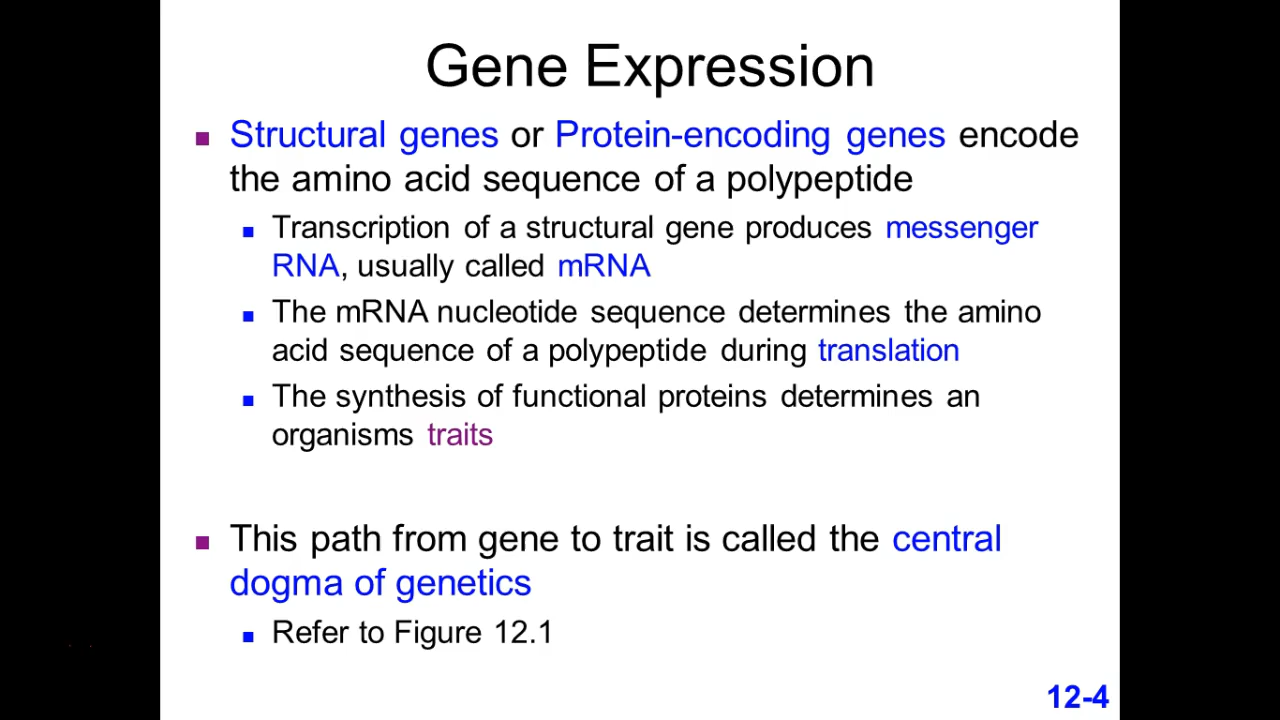 Gene Expression
Structural genes or Protein-encoding genes encode
the amino acid sequence of a polypeptide
Transcription of a structural gene produces messenger
RNA, usually called mRNA
The mRNA nucleotide sequence determines the amino
acid sequence of a polypeptide during translation
The synthesis of functional proteins determines an
organisms traits
This path from gene to trait is called the central
dogma of genetics
Refer to Figure 12.1
12-4